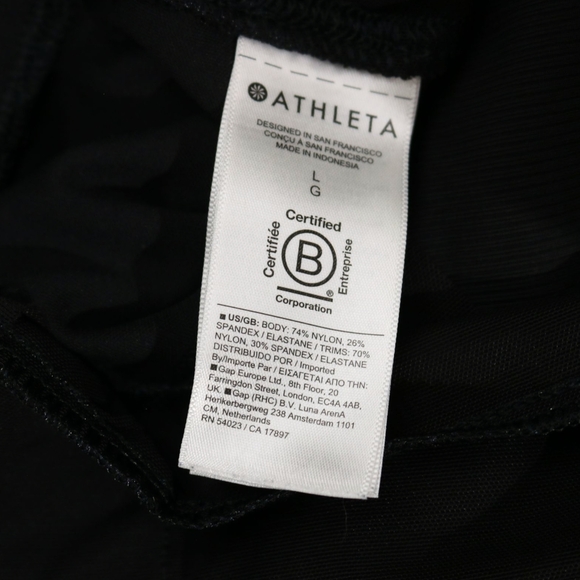 ATHLETA
DESIGNED IN SAN FRANCISCO
CONÇU À SAN FRANCISCO
MADE IN INDONESIA
L
G
Certified
Certifiée
B
Entreprise
®
Corporation
■ US/GB: BODY: 74% NYLON, 26%
SPANDEX / ELASTANE / TRIMS: 70%
NYLON, 30% SPANDEX / ELASTANE
DISTRIBUIDO POR / Imported
By/Importe Par / ΕΙΣΑΓΕΤΑΙ ΑΠΟ ΤΗΝ:
■Gap Europe Ltd., 8th Floor, 20
Farringdon Street, London, EC4A 4AB,
UK. ■Gap (RHC) B.V. Luna ArenA
Herikerbergweg 238 Amsterdam 1101
CM, Netherlands
RN 54023 / CA 17897